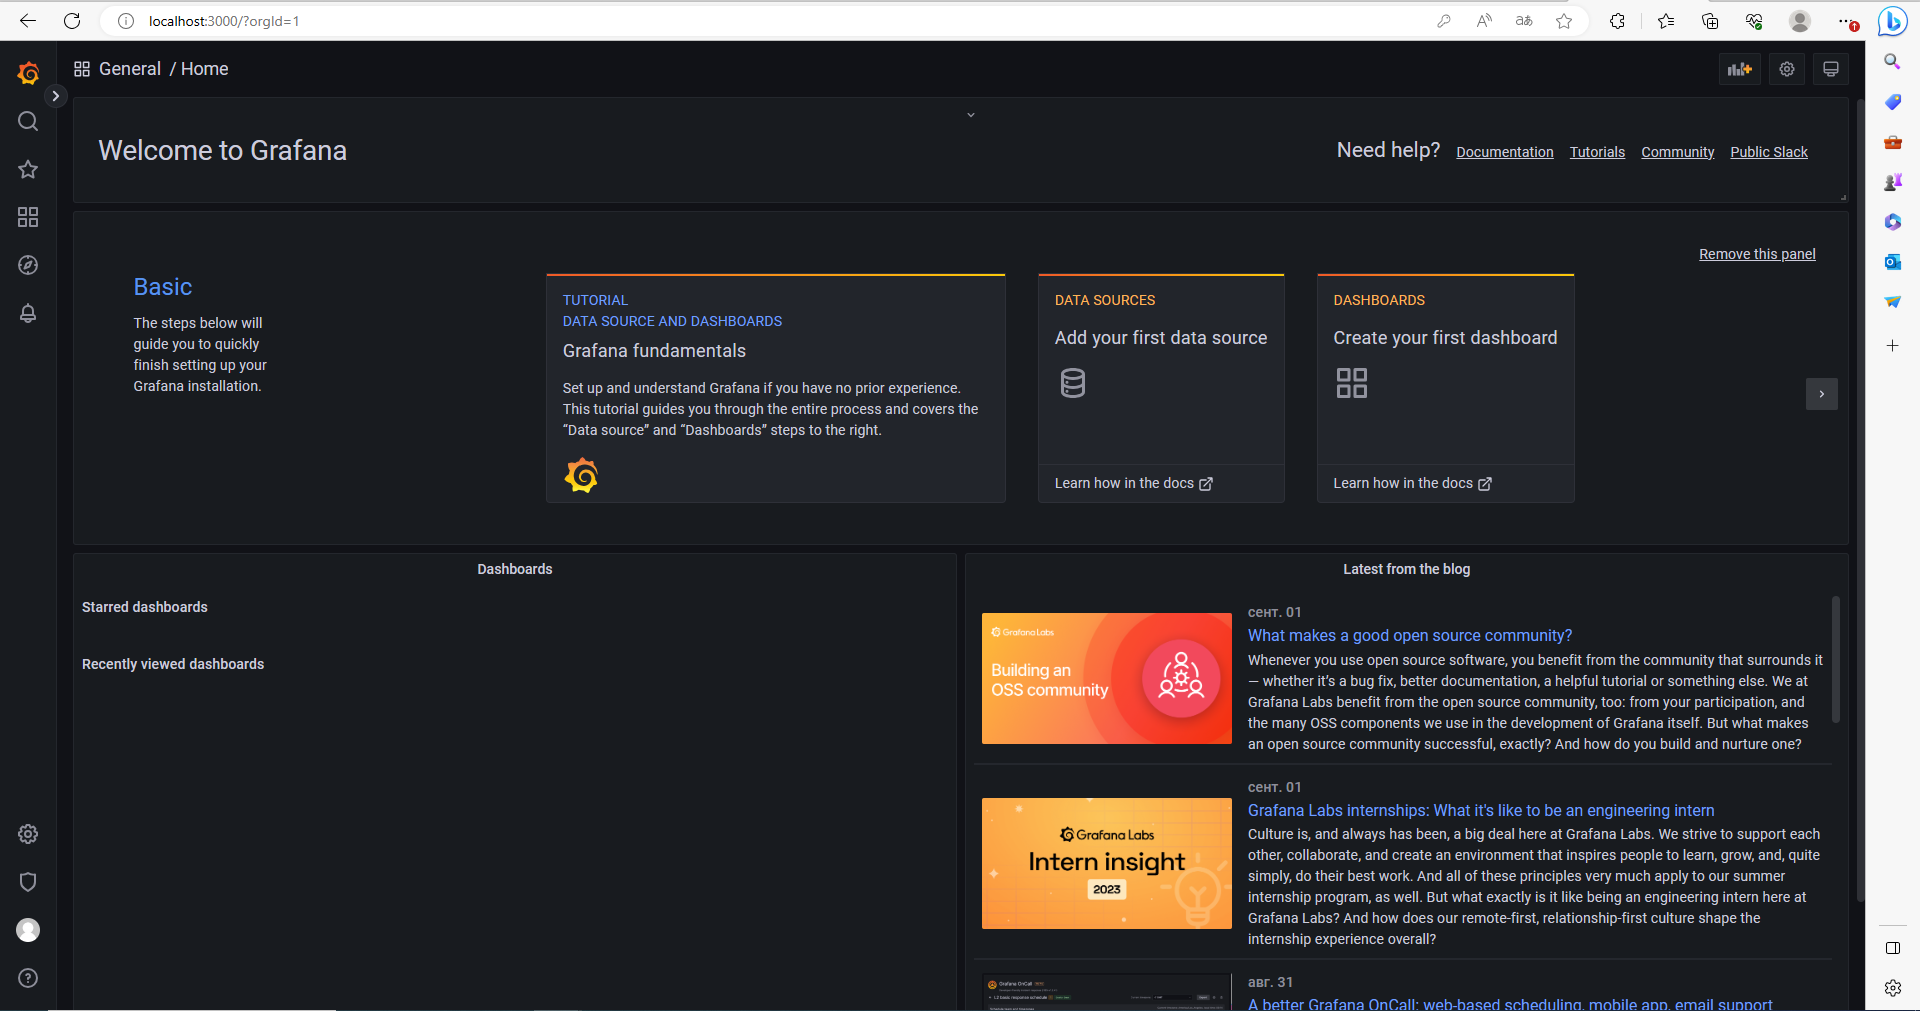 localhost:3000/?orgId=1
General / Home
Welcome to Grafana
Need help? Documentation Tutorials Community Public Slack
Remove this panel
Basic
The steps below will
guide you to quickly
finish setting up your
Grafana installation.
TUTORIAL
DATA SOURCE AND DASHBOARDS
Grafana fundamentals
Set up and understand Grafana if you have no prior experience.
This tutorial guides you through the entire process and covers the
“Data source” and “Dashboards” steps to the right.
DATA SOURCES
Add your first data source
Learn how in the docs
DASHBOARDS
Create your first dashboard
Learn how in the docs
Dashboards
Starred dashboards
Recently viewed dashboards
Latest from the blog
Grafana Labs
Building an
OSS community
сент. 01
What makes a good open source community?
Whenever you use open source software, you benefit from the community that surrounds it
— whether it’s a bug fix, better documentation, a helpful tutorial or something else. We at
Grafana Labs benefit from the open source community, too: from your participation, and
the many OSS components we use in the development of Grafana itself. But what makes
an open source community successful, exactly? And how do you build and nurture one?
Grafana Labs
Intern insight
2023
сент. 01
Grafana Labs internships: What it's like to be an engineering intern
Culture is, and always has been, a big deal here at Grafana Labs. We strive to support each
other, collaborate, and create an environment that inspires people to learn, grow, and, quite
simply, do their best work. And all of these principles very much apply to our summer
internship program, as well. But what exactly is it like being an engineering intern here at
Grafana Labs? And how does our remote-first, relationship-first culture shape the
internship experience overall?
Grafana OnCall
L2 basic response schedule
авг. 31
A better Grafana OnCall: web-based scheduling, mobile app, email support